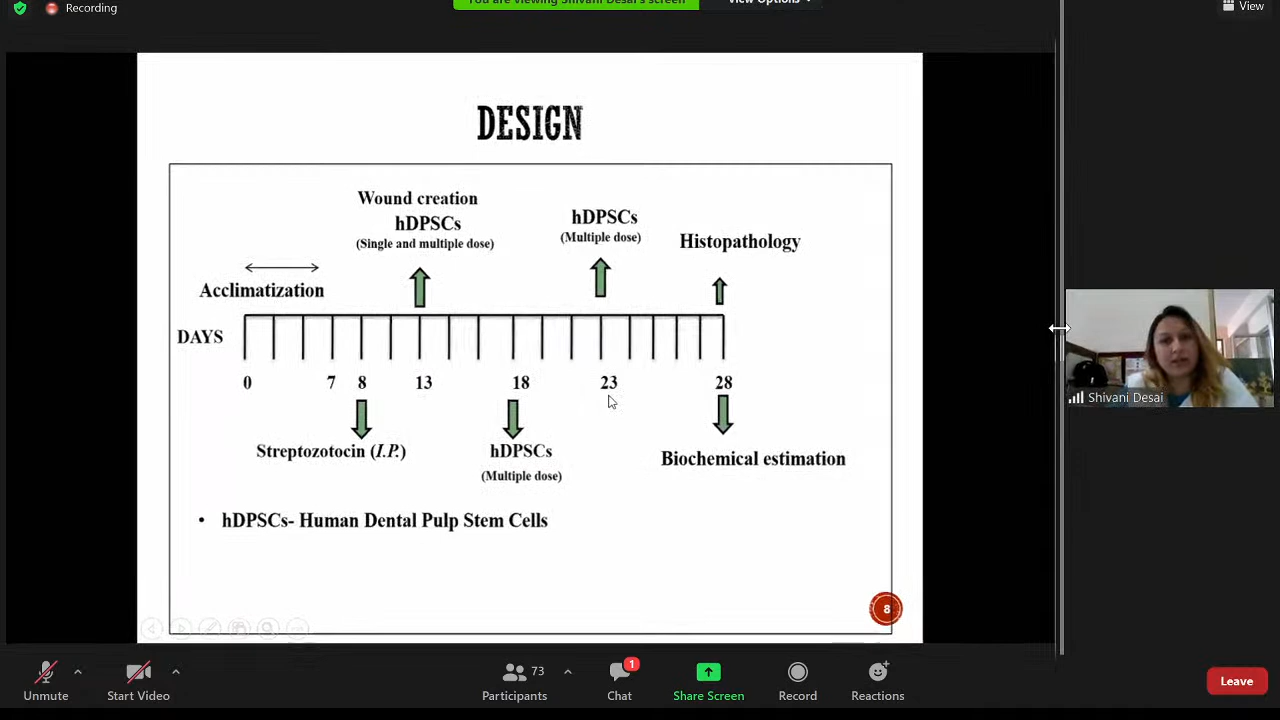 Recording
You are viewing Shivani Desai's screen
View Options
View
DESIGN
Wound creation
hDPSCs
(Single and multiple dose)
hDPSCs
(Multiple dose)
Histopathology
Acclimatization
DAYS
0 7 8 13 18 23 28
Streptozotocin (I.P.)
hDPSCs
(Multiple dose)
Biochemical estimation
• hDPSCs- Human Dental Pulp Stem Cells
8
Shivani Desai
Unmute
Start Video
73
Participants
1
Chat
Share Screen
Record
Reactions
Leave